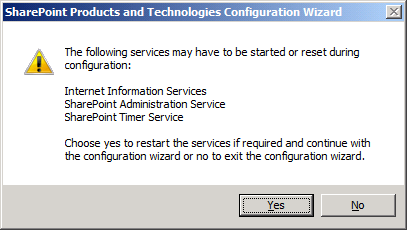 SharePoint Products and Technologies Configuration Wizard
The following services may have to be started or reset during
configuration:
Internet Information Services
SharePoint Administration Service
SharePoint Timer Service
Choose yes to restart the services if required and continue with
the configuration wizard or no to exit the configuration wizard.
Yes
No